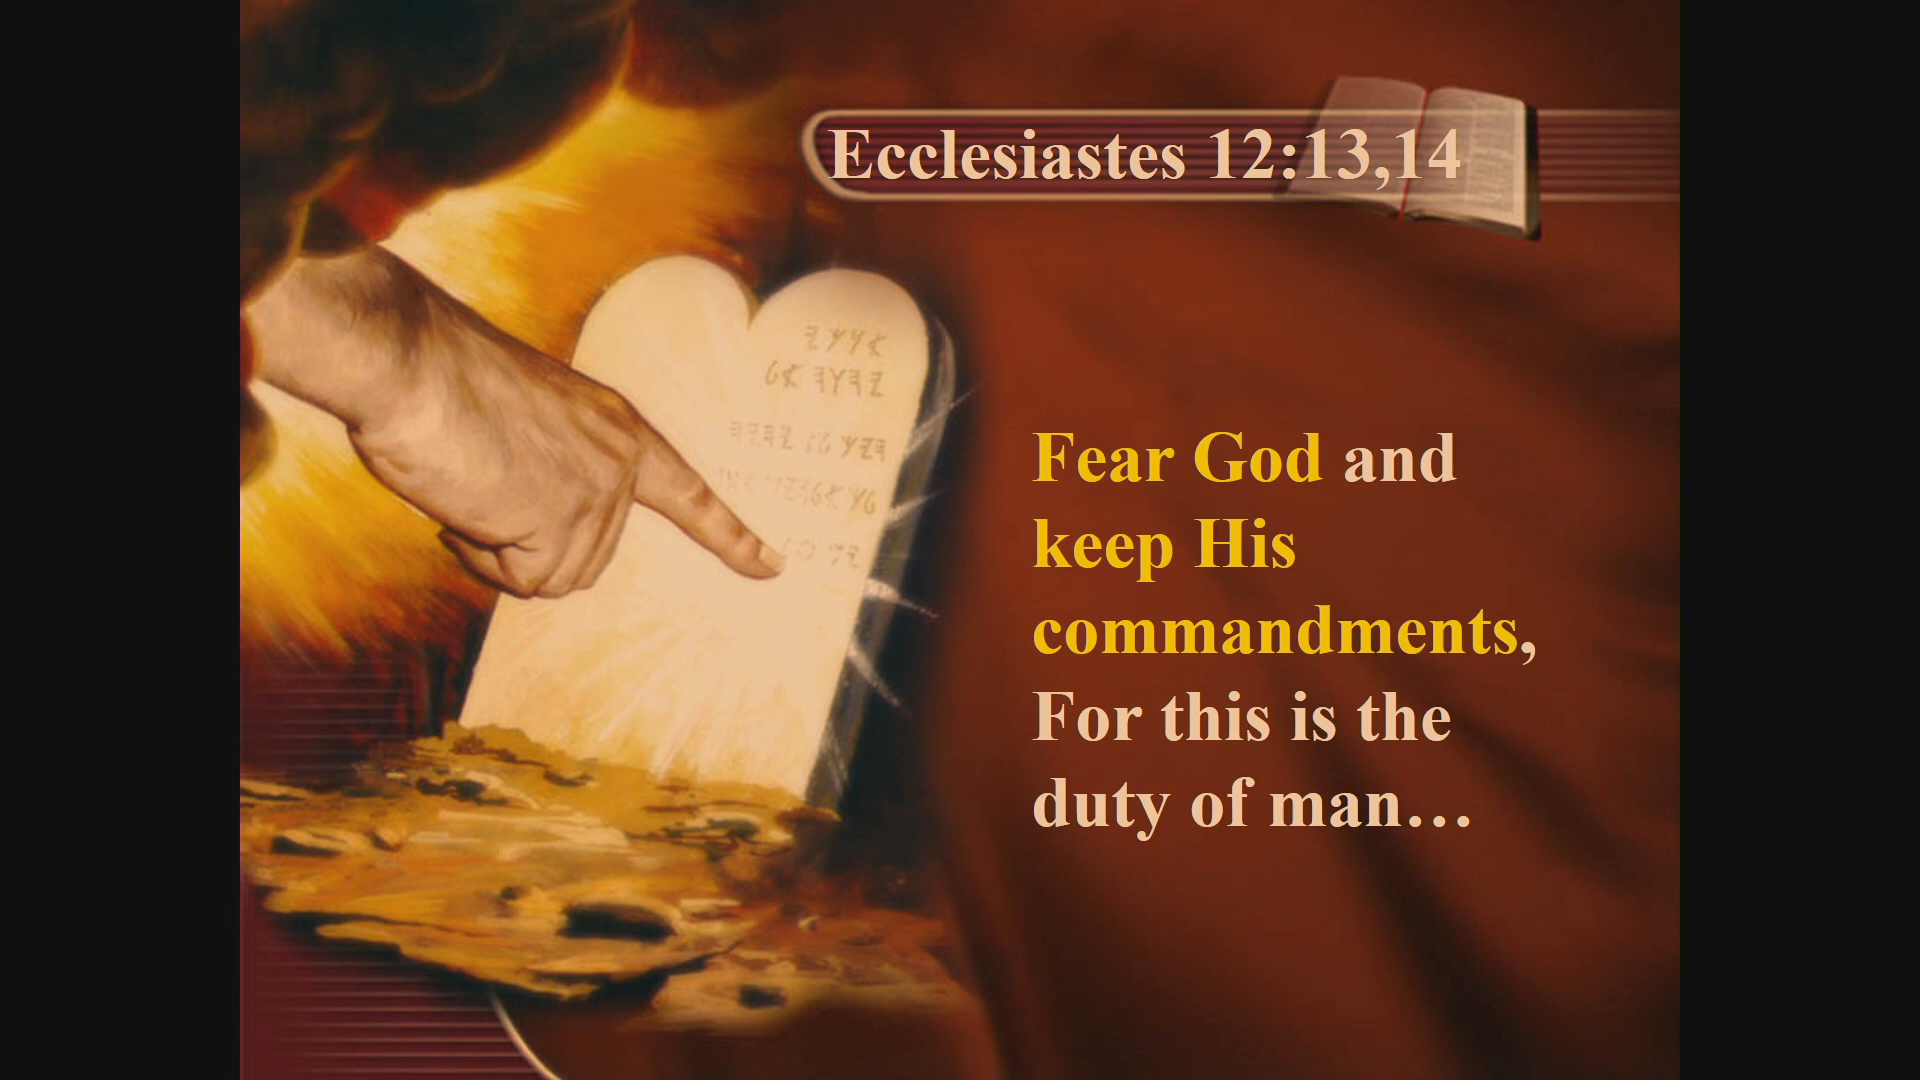 Ecclesiastes 12:13,14
Fear God and
keep His
commandments,
For this is the
duty of man…